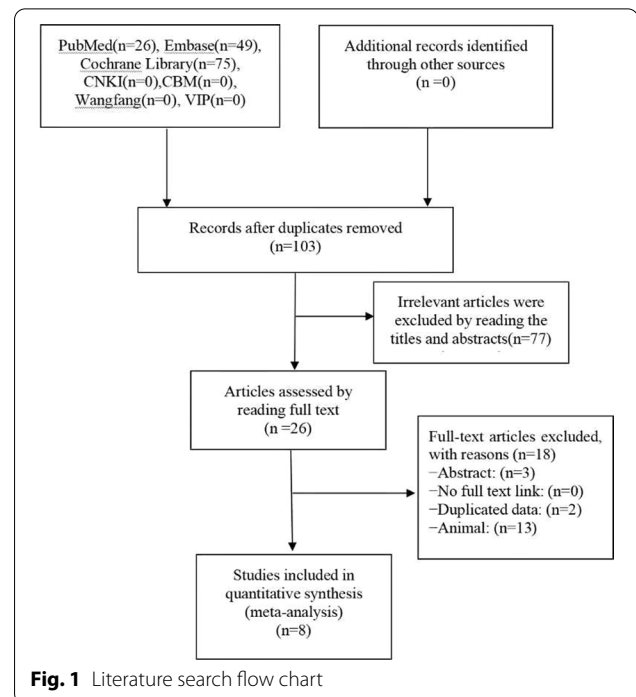 PubMed(n=26), Embase(n=49),
Cochrane Library(n=75),
CNKI(n=0),CBM(n=0),
Wangfang(n=0), VIP(n=0)
Additional records identified
through other sources
(n =0)
Records after duplicates removed
(n=103)
Irrelevant articles were
excluded by reading the
titles and abstracts(n=77)
Articles assessed by
reading full text
(n =26)
Full-text articles excluded,
with reasons (n=18)
−Abstract: (n=3)
−No full text link: (n=0)
−Duplicated data: (n=2)
−Animal: (n=13)
Studies included in
quantitative synthesis
(meta-analysis)
(n=8)
Fig. 1 Literature search flow chart